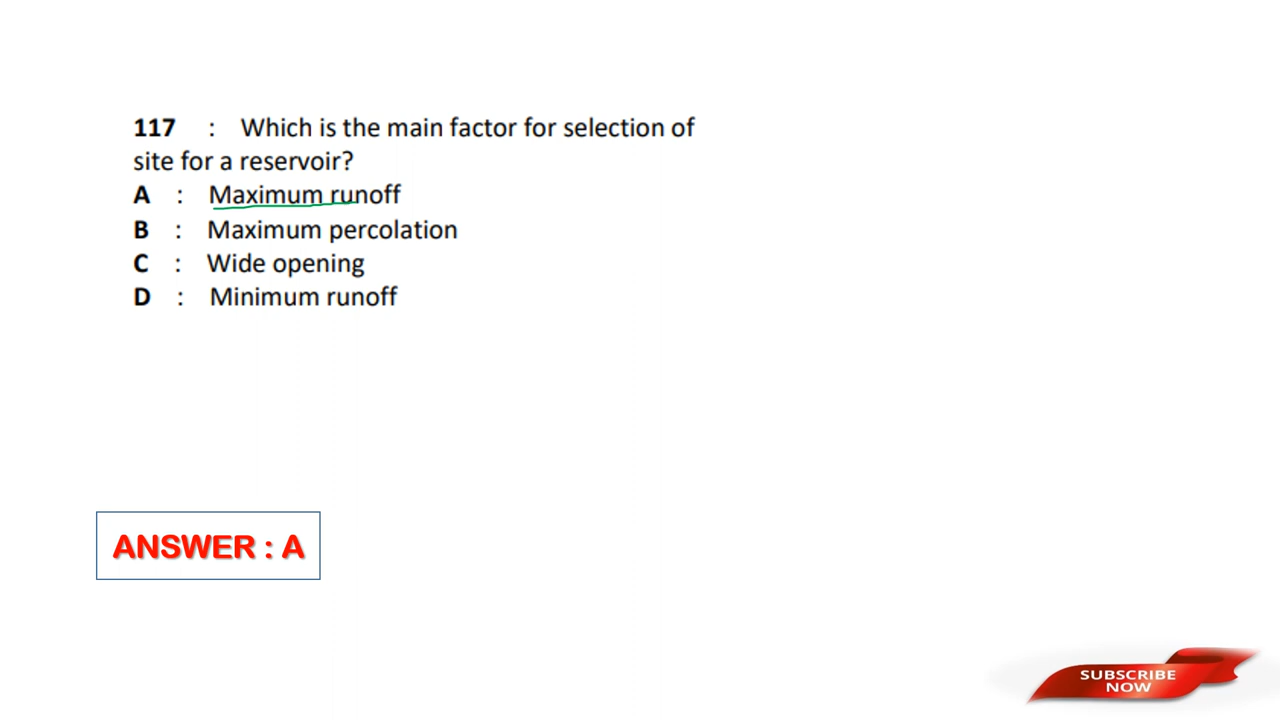 117 : Which is the main factor for selection of
site for a reservoir?
A : Maximum runoff
B : Maximum percolation
C : Wide opening
D : Minimum runoff
ANSWER : A
SUBSCRIBE
NOW